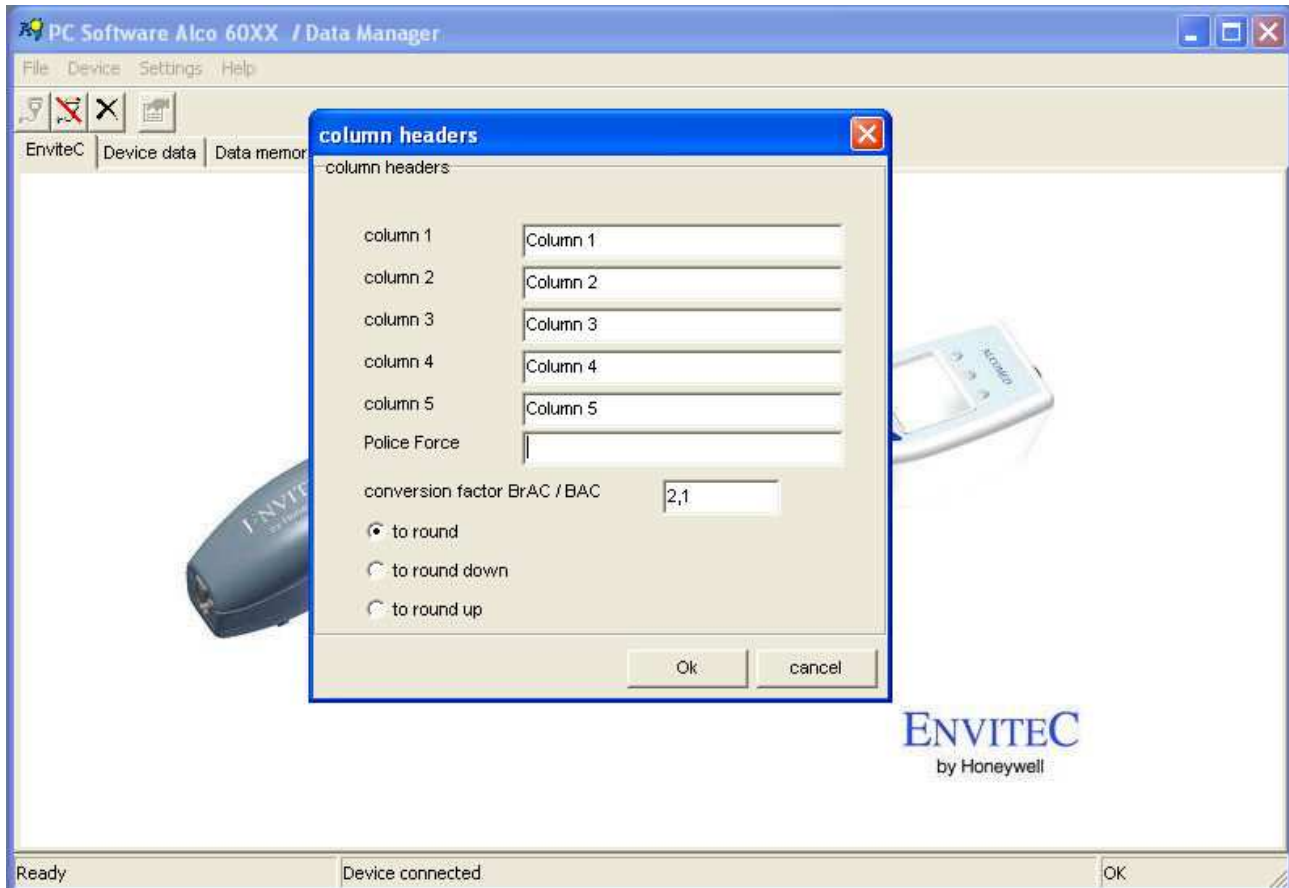 PC Software Alco 60XX / Data Manager
File Device Settings Help
EnviteC Device data Data memor
column headers
column headers
column 1 Column 1
column 2 Column 2
column 3 Column 3
column 4 Column 4
column 5 Column 5
Police Force
conversion factor BrAC / BAC 2,1
to round
to round down
to round up
Ok cancel
ALCOMED
ENVITEC
by Honeywell
Ready Device connected OK